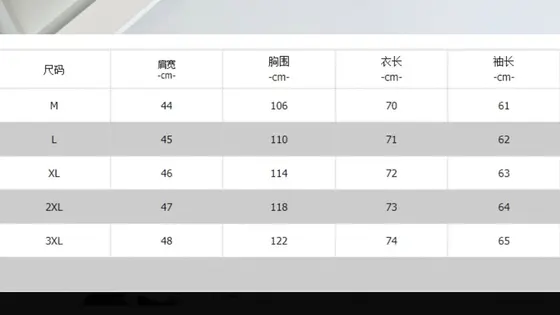 尺码 肩宽 胸围 衣长 袖长
-cm- -cm- -cm- -cm-
M 44 106 70 61
L 45 110 71 62
XL 46 114 72 63
2XL 47 118 73 64
3XL 48 122 74 65